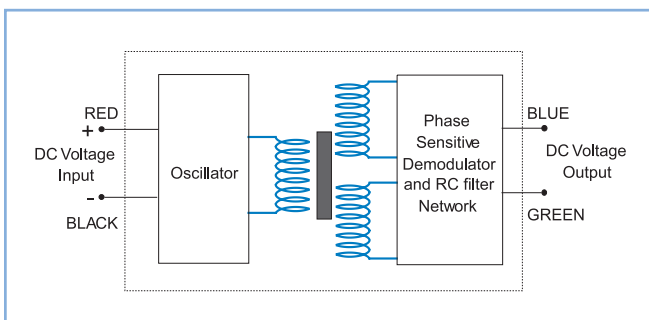 RED
+
DC Voltage
Input
-
BLACK
Oscillator
Phase
Sensitive
Demodulator
and RC filter
Network
BLUE
DC Voltage
Output
GREEN